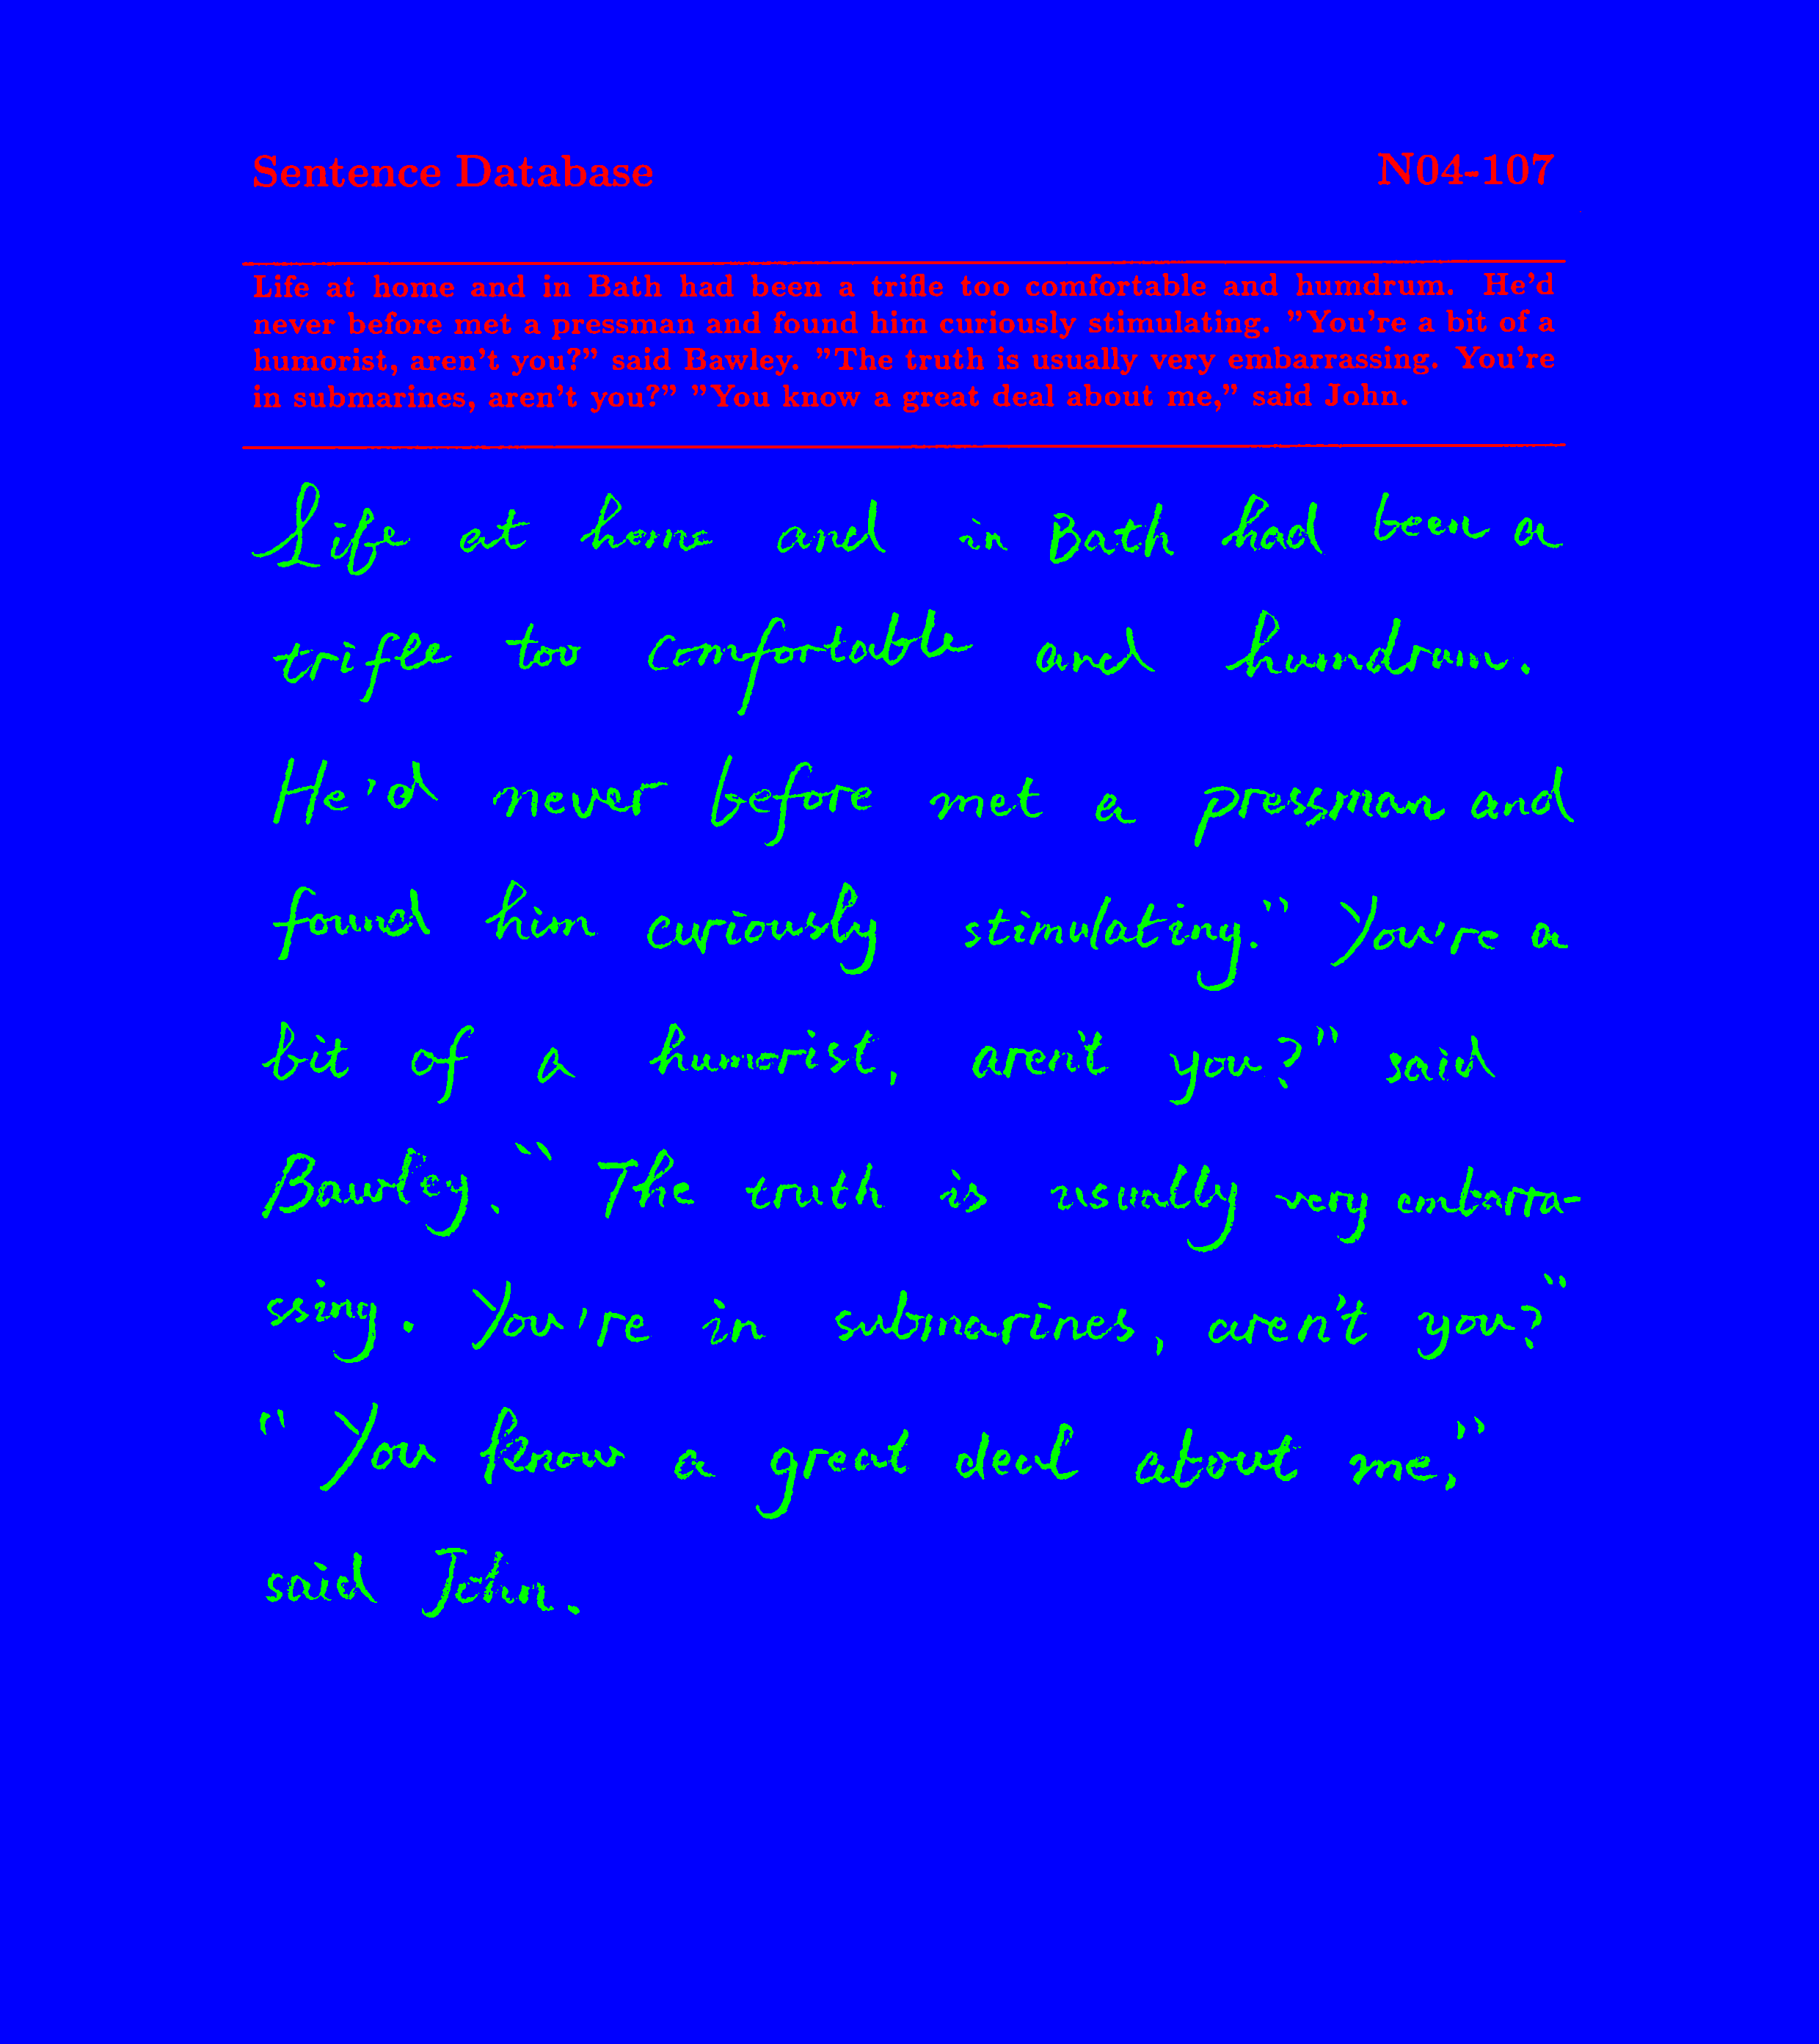 Sentence Database N04-107
Life at home and in Bath had been a trifle too comfortable and humdrum. He'd
never before met a pressman and found him curiously stimulating. "You're a bit of a
humorist, aren't you?" said Bawley. "The truth is usually very embarrassing. You're
in submarines, aren't you?" "You know a great deal about me," said John.
Life at home and in Bath had been a
trifle too comfortable and humdrum.
He'd never before met a pressman and
found him curiously stimulating." You're a
bit of a humorist, aren't you?" said
Bawley." The truth is usually very embarra-
ssing. You're in submarines, aren't you?"
"You know a great deal about me,"
said John.